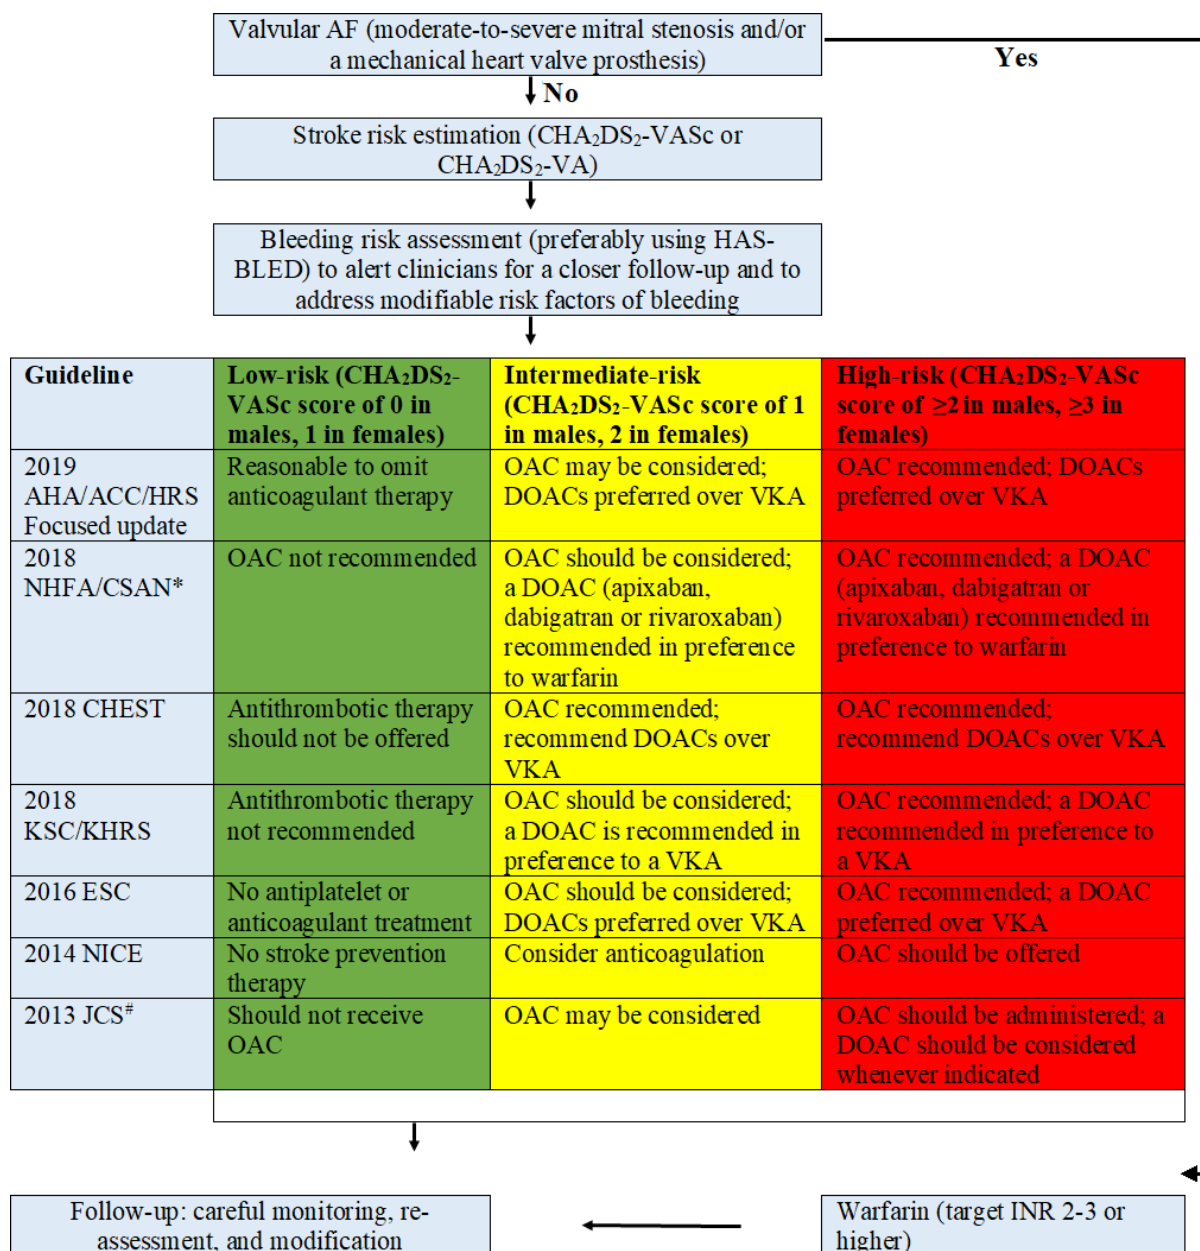 Valvular AF (moderate-to-severe mitral stenosis and/or
a mechanical heart valve prosthesis)
Yes
No
Stroke risk estimation (CHA₂DS₂-VASc or
CHA₂DS₂-VA)
Bleeding risk assessment (preferably using HAS-
BLED) to alert clinicians for a closer follow-up and to
address modifiable risk factors of bleeding
Guideline
Low-risk (CHA₂DS₂-
VASc score of 0 in
males, 1 in females)
Intermediate-risk
(CHA₂DS₂-VASc score of 1
in males, 2 in females)
High-risk (CHA₂DS₂-VASc
score of ≥2 in males, ≥3 in
females)
2019
AHA/ACC/HRS
Focused update
Reasonable to omit
anticoagulant therapy
OAC may be considered;
DOACs preferred over VKA
OAC recommended; DOACs
preferred over VKA
2018
NHFA/CSAN*
OAC not recommended
OAC should be considered;
a DOAC (apixaban,
dabigatran or rivaroxaban)
recommended in preference
to warfarin
OAC recommended; a DOAC
(apixaban, dabigatran or
rivaroxaban) recommended in
preference to warfarin
2018 CHEST
Antithrombotic therapy
should not be offered
OAC recommended;
recommend DOACs over
VKA
OAC recommended;
recommend DOACs over VKA
2018
KSC/KHRS
Antithrombotic therapy
not recommended
OAC should be considered;
a DOAC is recommended in
preference to a VKA
OAC recommended; a DOAC
recommended in preference to
a VKA
2016 ESC
No antiplatelet or
anticoagulant treatment
OAC should be considered;
DOACs preferred over VKA
OAC recommended; a DOAC
preferred over VKA
2014 NICE
No stroke prevention
therapy
Consider anticoagulation
OAC should be offered
2013 JCS#
Should not receive
OAC
OAC may be considered
OAC should be administered; a
DOAC should be considered
whenever indicated
Follow-up: careful monitoring, re-
assessment, and modification
Warfarin (target INR 2-3 or
higher)